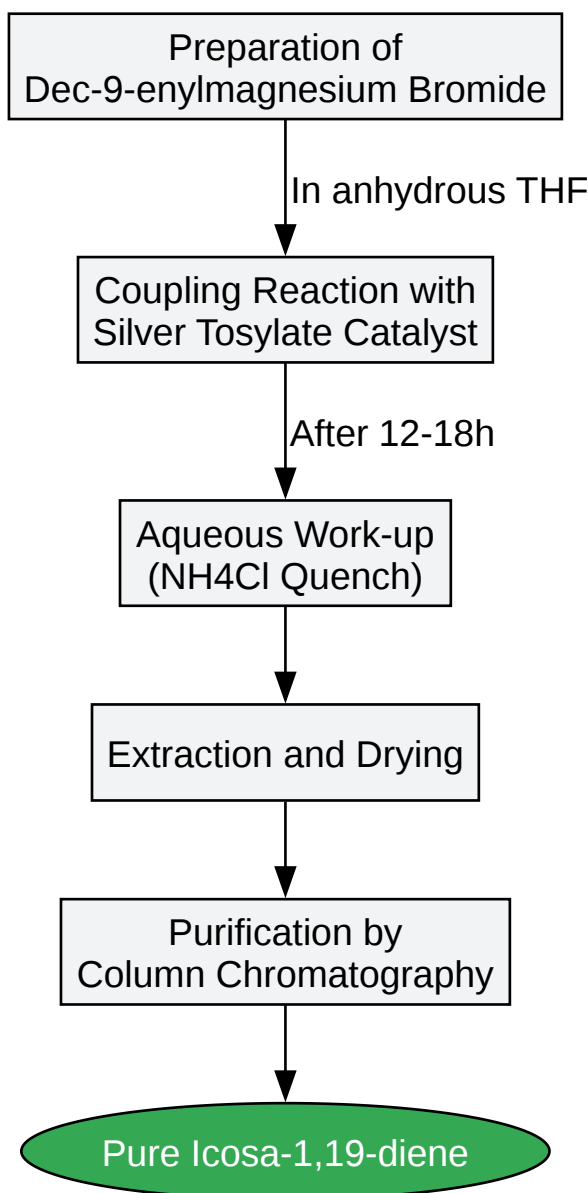 Preparation of
Dec-9-enylmagnesium Bromide
In anhydrous THF
Coupling Reaction with
Silver Tosylate Catalyst
After 12-18h
Aqueous Work-up
(NH4Cl Quench)
Extraction and Drying
Purification by
Column Chromatography
Pure Icosa-1,19-diene